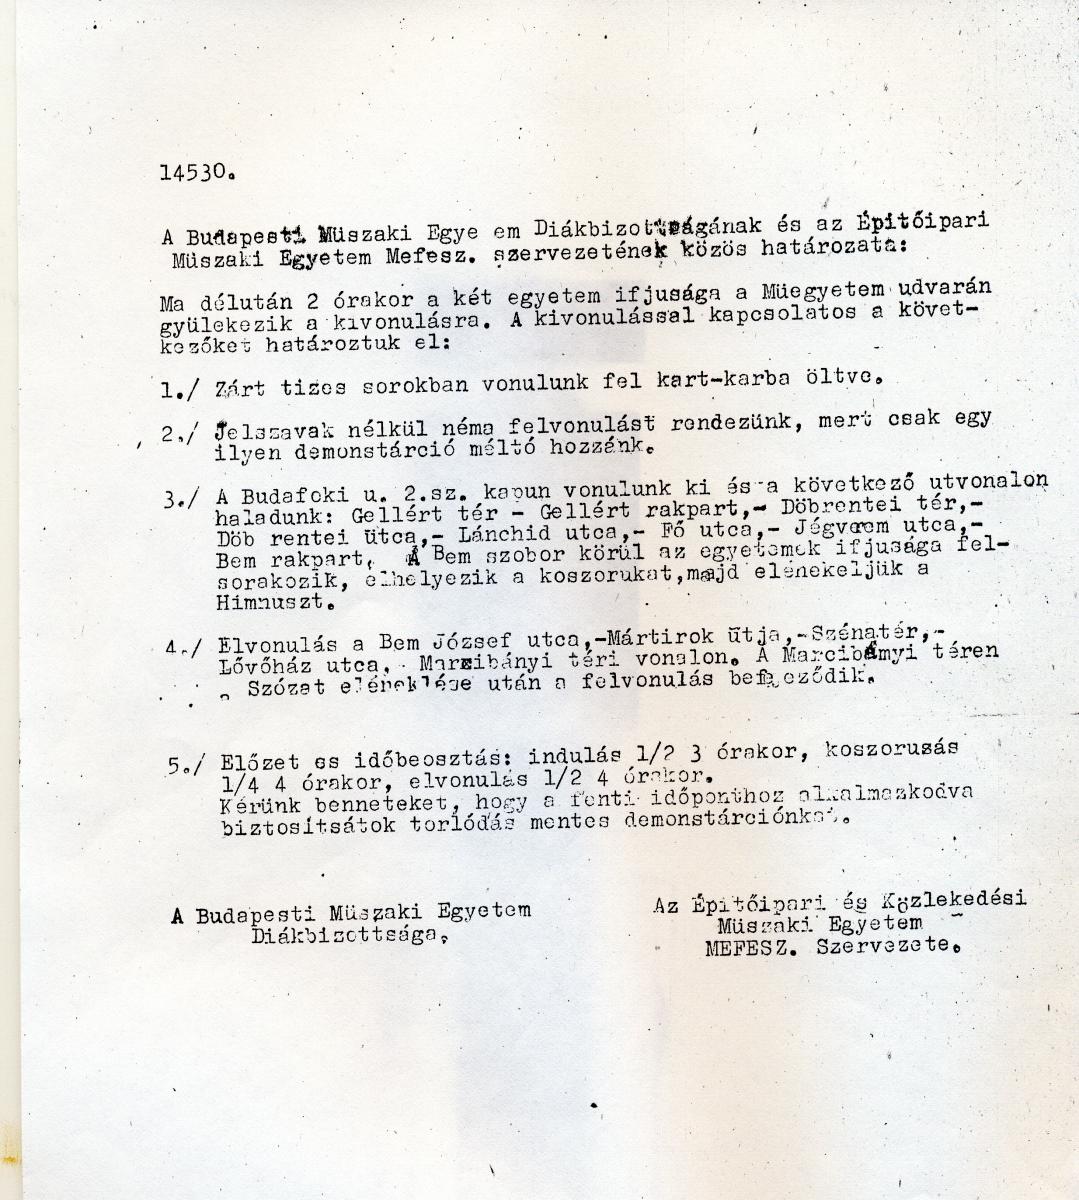 14530.
A Budapesti Müszaki Egye em Diákbizottságának és az Épitőipari
Müszaki Egyetem Mefesz. szervezetének közös határozata:
Ma délután 2 órakor a két egyetem ifjusága a Müegyetem udvarán
gyülekezik a kivonulásra. A kivonulással kapcsolatos a követ-
kezőket határoztuk el:
1./ Zárt tizes sorokban vonulunk fel kart-karba öltve.
2./ Jelszavak nélkül néma felvonulást rendezünk, mert csak egy
ilyen demonstárció méltó hozzánk.
3./ A Budafoki u. 2.sz. kapun vonulunk ki és a következő utvonalon
haladunk: Gellért tér - Gellért rakpart,- Döbrentei tér,-
Döb rentei utca,- Lánchid utca,- Fő utca,- Jégverem utca,-
Bem rakpart, A Bem szobor körül az egyetemek ifjusága fel-
sorakozik, elhelyezik a koszorukat,majd elénekeljük a
Himnuszt.
4./ Elvonulás a Bem József utca,-Mártirok útja,-Szénatér,-
Lővőház utca, Marcibányi téri vonalon. A Marcibányi téren
Szózat eléneklése után a felvonulás befejeződik.
5./ Előzet es időbeosztás: indulás 1/2 3 órakor, koszorusás
1/4 4 órakor, elvonulás 1/2 4 órakor.
Kérünk benneteket, hogy a fenti időponthoz alkalmazkodva
biztositsátok torlódás mentes demonstárciónkat.
A Budapesti Müszaki Egyetem
Diákbizottsága,
Az Épitőipari és Közlekedési
Müszaki Egyetem
MEFESZ. Szervezete.